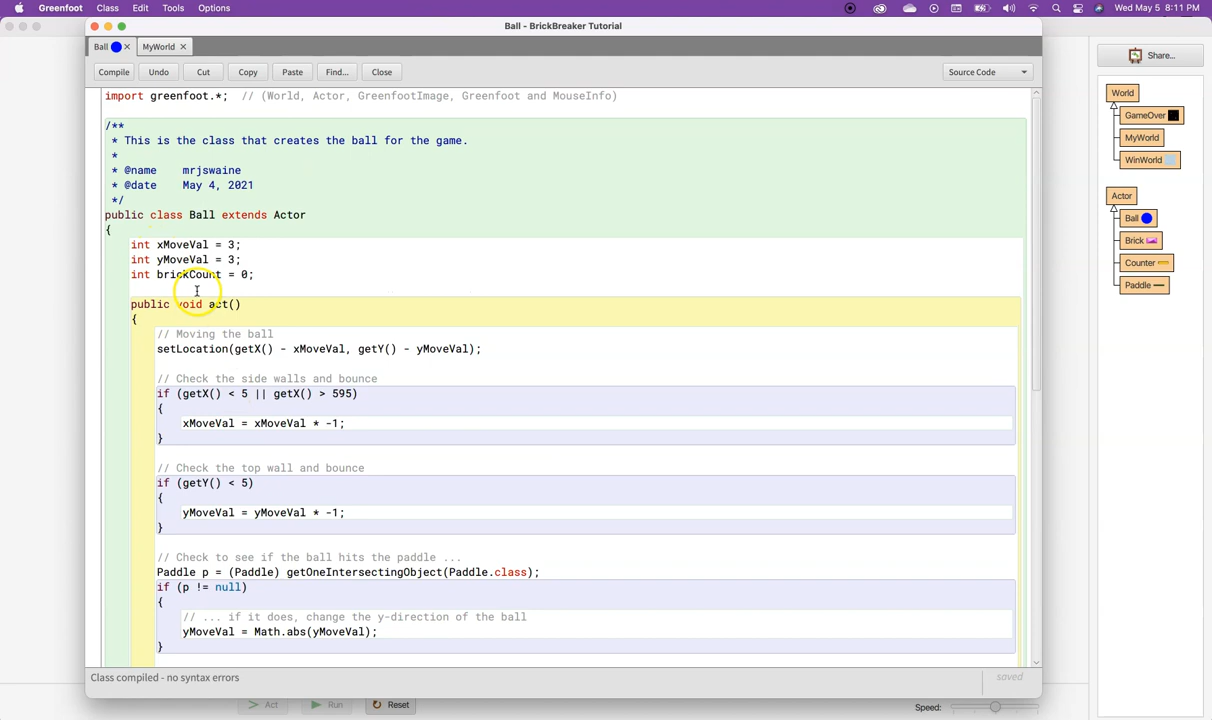 Greenfoot Class Edit Tools Options Wed May 5 8:11 PM
Ball - BrickBreaker Tutorial
Ball MyWorld
Compile Undo Cut Copy Paste Find... Close Source Code
import greenfoot.*; // (World, Actor, GreenfootImage, Greenfoot and MouseInfo)
/**
* This is the class that creates the ball for the game.
*
* @name mrjswaine
* @date May 4, 2021
*/
public class Ball extends Actor
{
int xMoveVal = 3;
int yMoveVal = 3;
int brickCount = 0;
public void act()
{
// Moving the ball
setLocation(getX() - xMoveVal, getY() - yMoveVal);
// Check the side walls and bounce
if (getX() < 5 || getX() > 595)
{
xMoveVal = xMoveVal * -1;
}
// Check the top wall and bounce
if (getY() < 5)
{
yMoveVal = yMoveVal * -1;
}
// Check to see if the ball hits the paddle ...
Paddle p = (Paddle) getOneIntersectingObject(Paddle.class);
if (p != null)
{
// ... if it does, change the y-direction of the ball
yMoveVal = Math.abs(yMoveVal);
}
Class compiled - no syntax errors
saved
Act Run Reset Speed:
Share...
World
GameOver
MyWorld
WinWorld
Actor
Ball
Brick
Counter
Paddle